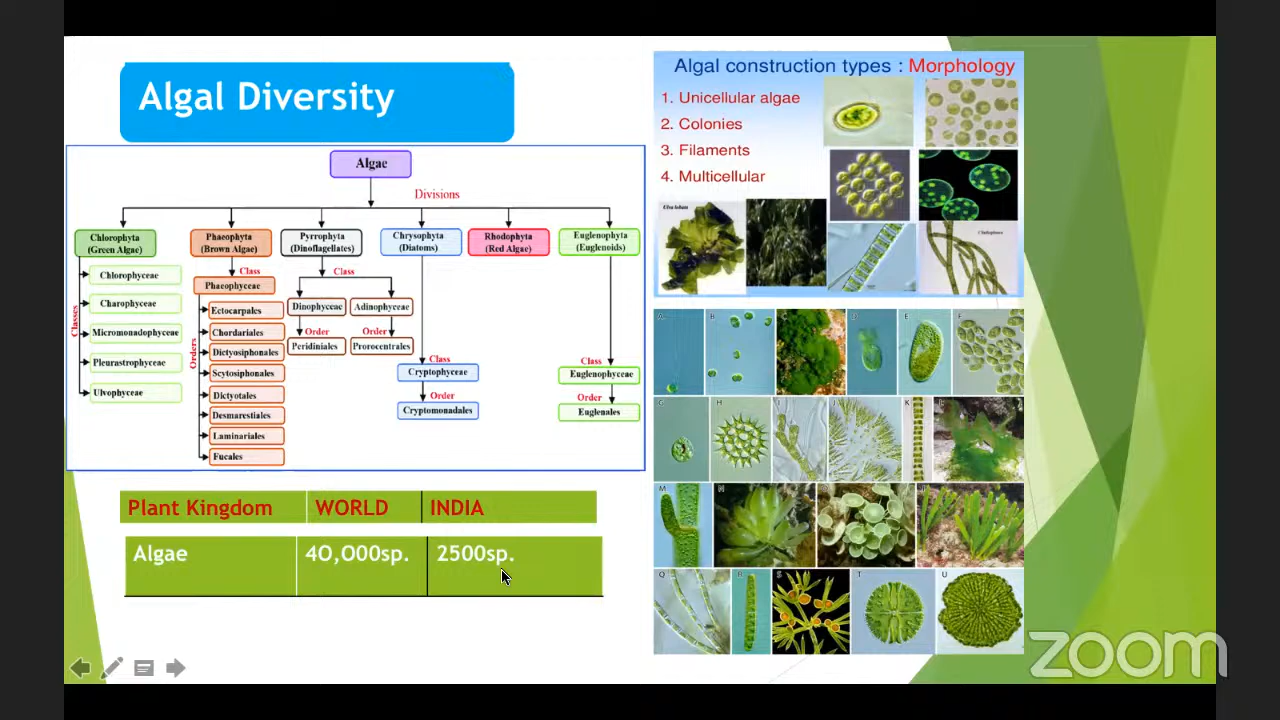 Algal Diversity
Algae
Divisions
Chlorophyta
(Green Algae)
Phaeophyta
(Brown Algae)
Pyrrophyta
(Dinoflagellates)
Chrysophyta
(Diatoms)
Rhodophyta
(Red Algae)
Euglenophyta
(Euglenoids)
Classes
Chlorophyceae
Charophyceae
Micromonadophyceae
Pleurastrophyceae
Ulvophyceae
Class
Phaeophyceae
Orders
Ectocarpales
Chordariales
Dictyosiphonales
Scytosiphonales
Dictyotales
Desmarestiales
Laminariales
Fucales
Class
Dinophyceae
Adinophyceae
Order
Order
Peridiniales
Prorocentrales
Class
Cryptophyceae
Order
Cryptomonadales
Class
Euglenophyceae
Order
Euglenales
Plant Kingdom WORLD INDIA
Algae 40,000sp. 2500sp.
Algal construction types : Morphology
1. Unicellular algae
2. Colonies
3. Filaments
4. Multicellular
A B D E F
G H I J K L
M N
Q R S T U
zoom